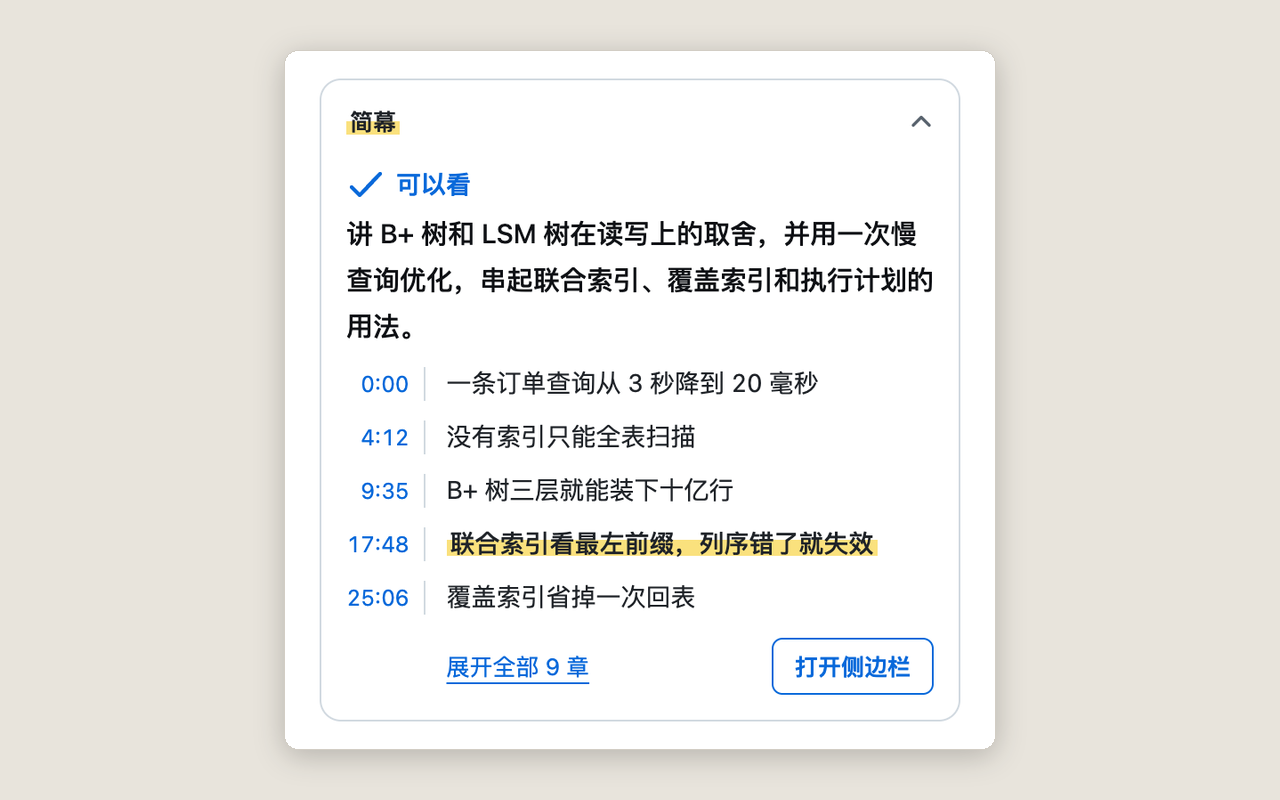 简幕
可以看
讲 B+ 树和 LSM 树在读写上的取舍，并用一次慢
查询优化，串起联合索引、覆盖索引和执行计划的
用法。
0:00 一条订单查询从 3 秒降到 20 毫秒
4:12 没有索引只能全表扫描
9:35 B+ 树三层就能装下十亿行
17:48 联合索引看最左前缀，列序错了就失效
25:06 覆盖索引省掉一次回表
展开全部 9 章 打开侧边栏